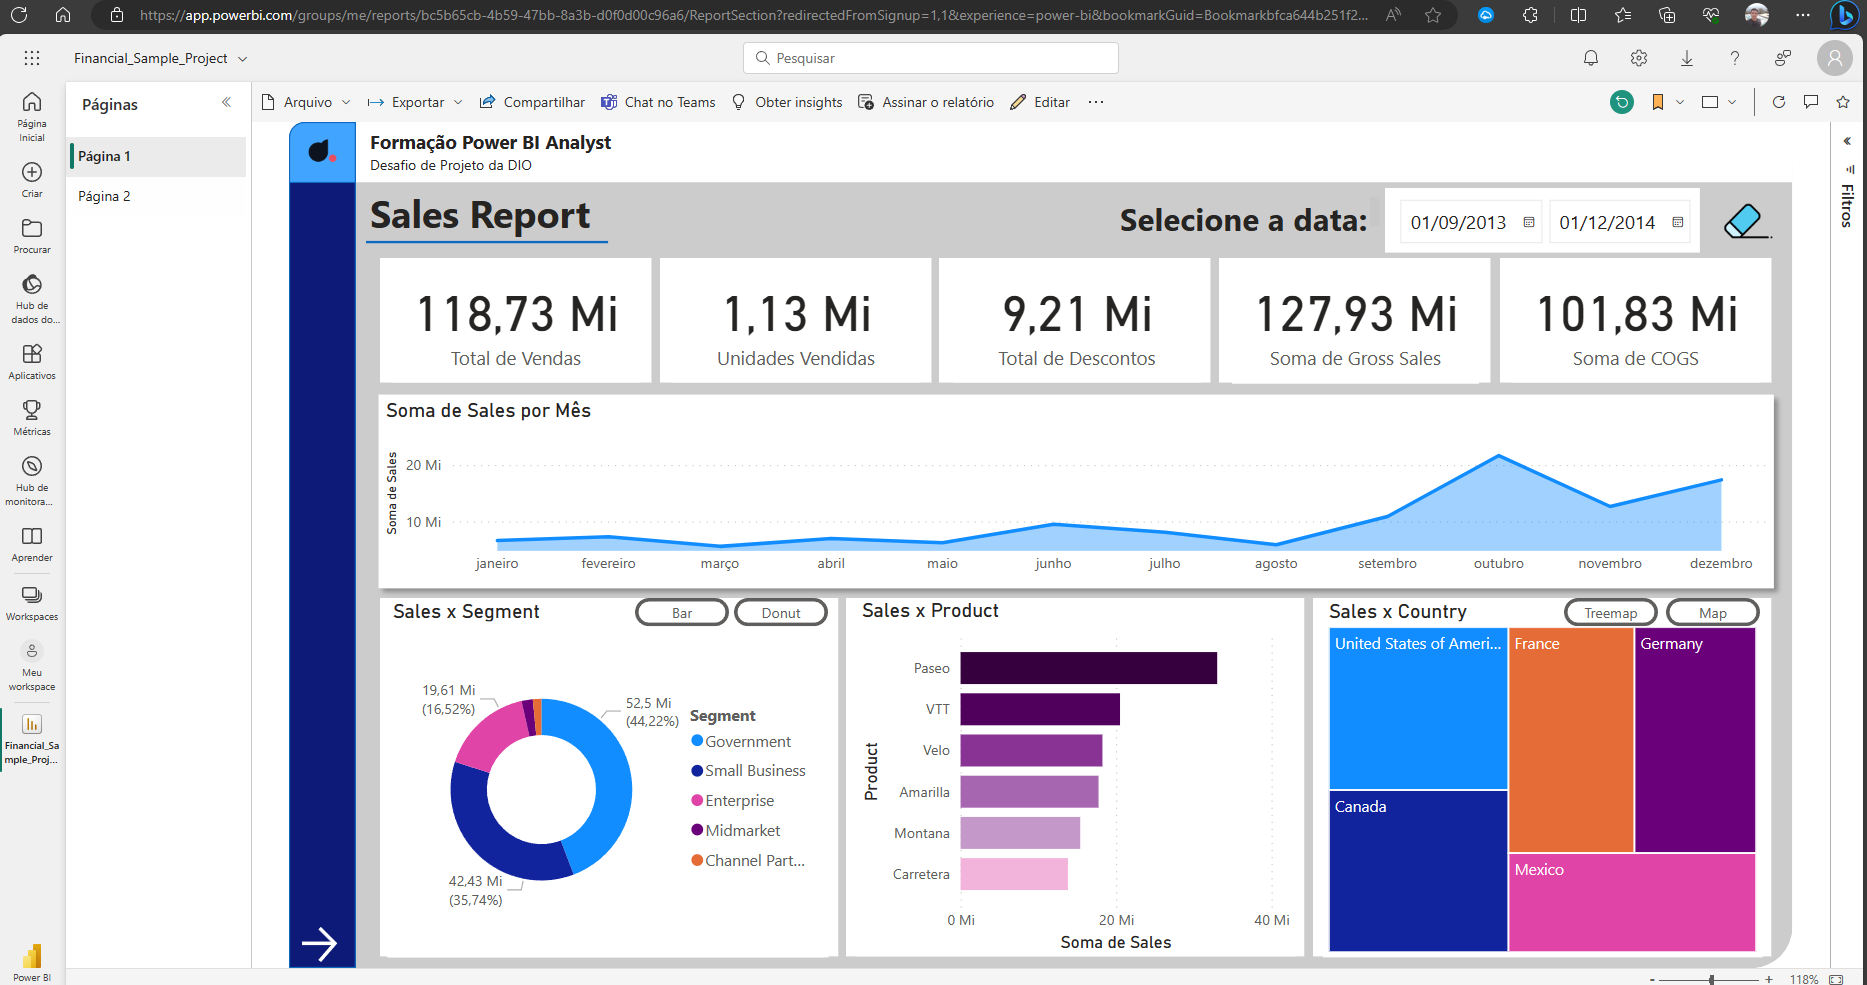 https://app.powerbi.com/groups/me/reports/bc5b65cb-4b59-47bb-8a3b-d0f0d00c96a6/ReportSection?redirectedFromSignup=1,1&experience=power-bi&bookmarkGuid=Bookmarkbfca644b251f2...
Financial_Sample_Project
Pesquisar
Página Inicial
Criar
Procurar
Hub de dados do...
Aplicativos
Métricas
Hub de monitora...
Aprender
Workspaces
Meu workspace
Financial_Sa
mple_Proj...
Power BI
Páginas
Página 1
Página 2
Arquivo
Exportar
Compartilhar
Chat no Teams
Obter insights
Assinar o relatório
Editar
Filtros
Formação Power BI Analyst
Desafio de Projeto da DIO
Sales Report
Selecione a data:
01/09/2013
01/12/2014
118,73 Mi
Total de Vendas
1,13 Mi
Unidades Vendidas
9,21 Mi
Total de Descontos
127,93 Mi
Soma de Gross Sales
101,83 Mi
Soma de COGS
Soma de Sales por Mês
Soma de Sales
20 Mi
10 Mi
janeiro
fevereiro
março
abril
maio
junho
julho
agosto
setembro
outubro
novembro
dezembro
Sales x Segment
Bar
Donut
19,61 Mi
(16,52%)
52,5 Mi
(44,22%)
42,43 Mi
(35,74%)
Segment
Government
Small Business
Enterprise
Midmarket
Channel Part...
Sales x Product
Product
Paseo
VTT
Velo
Amarilla
Montana
Carretera
0 Mi
20 Mi
40 Mi
Soma de Sales
Sales x Country
Treemap
Map
United States of Ameri...
France
Germany
Canada
Mexico
118%